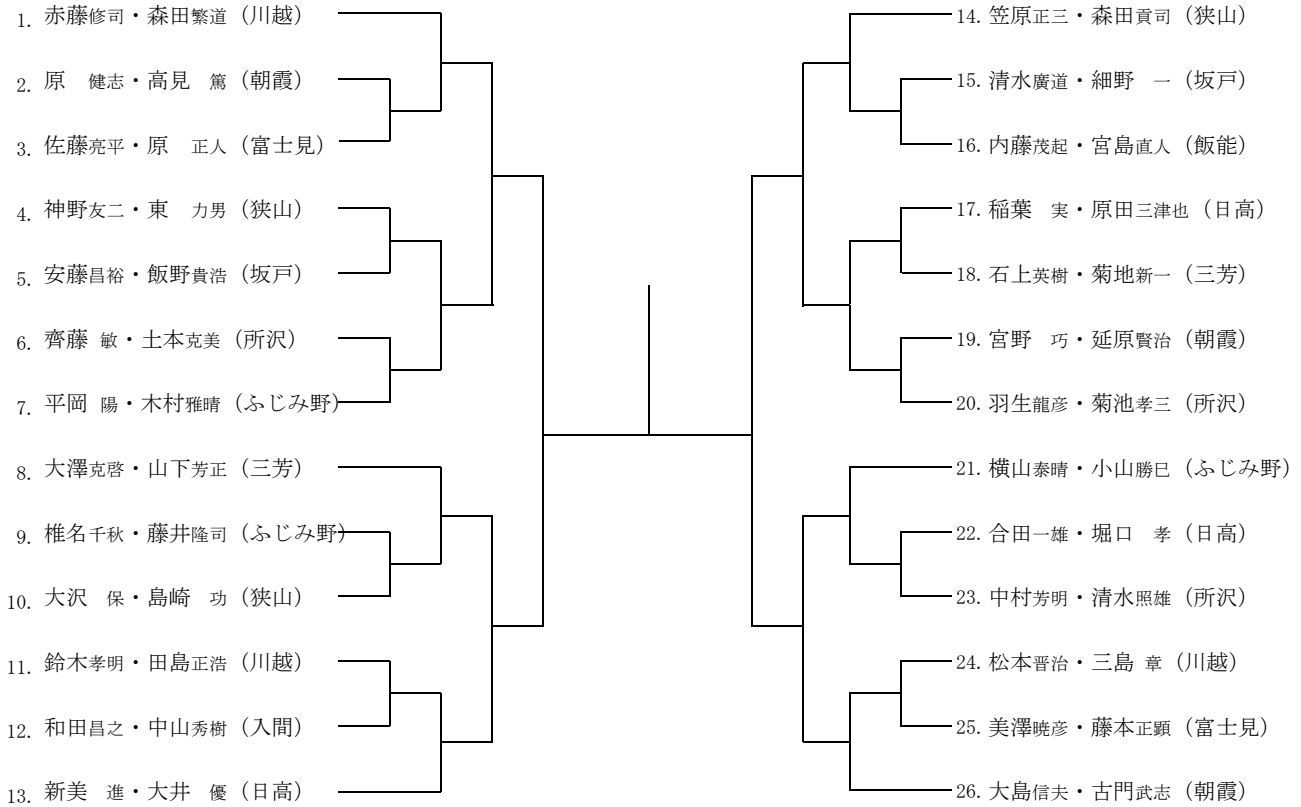 1. 赤藤修司・森田繁道（川越）
2. 原　健志・高見　篤（朝霞）
3. 佐藤亮平・原　正人（富士見）
4. 神野友二・東　力男（狭山）
5. 安藤昌裕・飯野貴浩（坂戸）
6. 齊藤 敏・土本克美（所沢）
7. 平岡 陽・木村雅晴（ふじみ野）
8. 大澤克啓・山下芳正（三芳）
9. 椎名千秋・藤井隆司（ふじみ野）
10. 大沢　保・島崎　功（狭山）
11. 鈴木孝明・田島正浩（川越）
12. 和田昌之・中山秀樹（入間）
13. 新美　進・大井　優（日高）
14. 笠原正三・森田貢司（狭山）
15. 清水廣道・細野　一（坂戸）
16. 内藤茂起・宮島直人（飯能）
17. 稲葉　実・原田三津也（日高）
18. 石上英樹・菊地新一（三芳）
19. 宮野　巧・延原賢治（朝霞）
20. 羽生龍彦・菊池孝三（所沢）
21. 横山泰晴・小山勝巳（ふじみ野）
22. 合田一雄・堀口　孝（日高）
23. 中村芳明・清水照雄（所沢）
24. 松本晋治・三島 章（川越）
25. 美澤暁彦・藤本正顕（富士見）
26. 大島信夫・古門武志（朝霞）